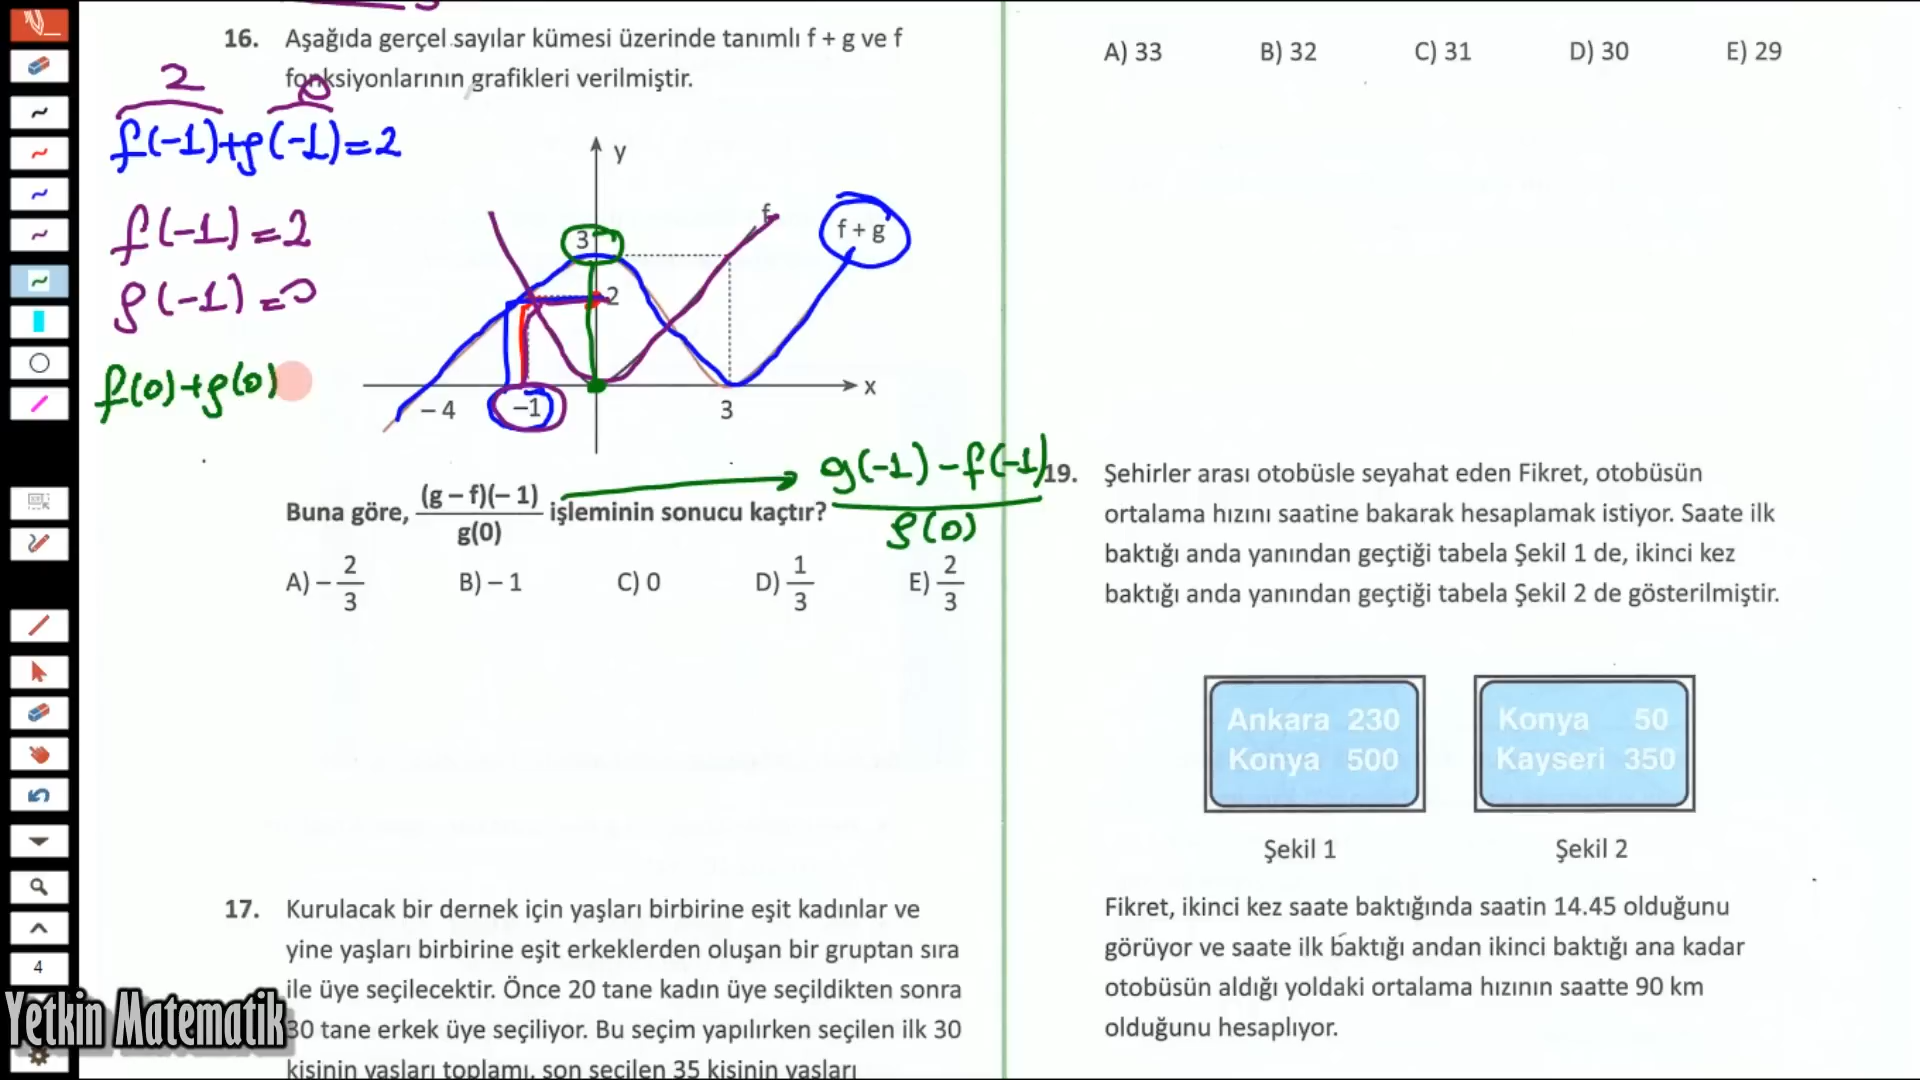 16. Aşağıda gerçel sayılar kümesi üzerinde tanımlı f + g ve f
fonksiyonlarının grafikleri verilmiştir.
2 0
f(-1)+g(-1)=2
f(-1)=2
g(-1)=0
f(0)+g(0)
y
f
f + g
3
2
x
– 4
–1
3
Buna göre, (g – f)(– 1) / g(0) işleminin sonucu kaçtır?
g(-1) - f(-1) / g(0)
A) – 2/3 B) – 1 C) 0 D) 1/3 E) 2/3
17. Kurulacak bir dernek için yaşları birbirine eşit kadınlar ve
yine yaşları birbirine eşit erkeklerden oluşan bir gruptan sıra
ile üye seçilecektir. Önce 20 tane kadın üye seçildikten sonra
30 tane erkek üye seçiliyor. Bu seçim yapılırken seçilen ilk 30
kişinin yaşları toplamı, son seçilen 35 kişinin yaşları
A) 33 B) 32 C) 31 D) 30 E) 29
19. Şehirler arası otobüsle seyahat eden Fikret, otobüsün
ortalama hızını saatine bakarak hesaplamak istiyor. Saate ilk
baktığı anda yanından geçtiği tabela Şekil 1 de, ikinci kez
baktığı anda yanından geçtiği tabela Şekil 2 de gösterilmiştir.
Ankara 230
Konya 500
Konya 50
Kayseri 350
Şekil 1
Şekil 2
Fikret, ikinci kez saate baktığında saatin 14.45 olduğunu
görüyor ve saate ilk baktığı andan ikinci baktığı ana kadar
otobüsün aldığı yoldaki ortalama hızının saatte 90 km
olduğunu hesaplıyor.
4
Yetkin Matematik